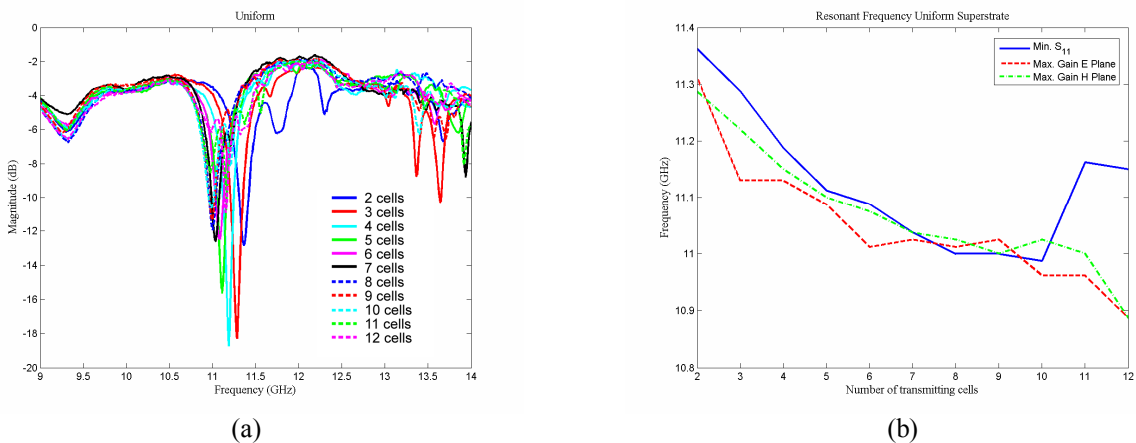 Uniform
0
-2
-4
-6
-8
-10
-12
-14
-16
-18
-20
Magnitude (dB)
2 cells
3 cells
4 cells
5 cells
6 cells
7 cells
8 cells
9 cells
10 cells
11 cells
12 cells
9 9.5 10.0 10.5 11 11.5 12 12.5 13 13.5 14
Frequency (GHz)
(a)
Resonant Frequency Uniform Superstrate
11.4
11.3
11.2
11.1
11
10.9
10.8
Frequency (GHz)
Min. S11
Max. Gain E Plane
Max. Gain H Plane
2 3 4 5 6 7 8 9 10 11 12
Number of transmitting cells
(b)